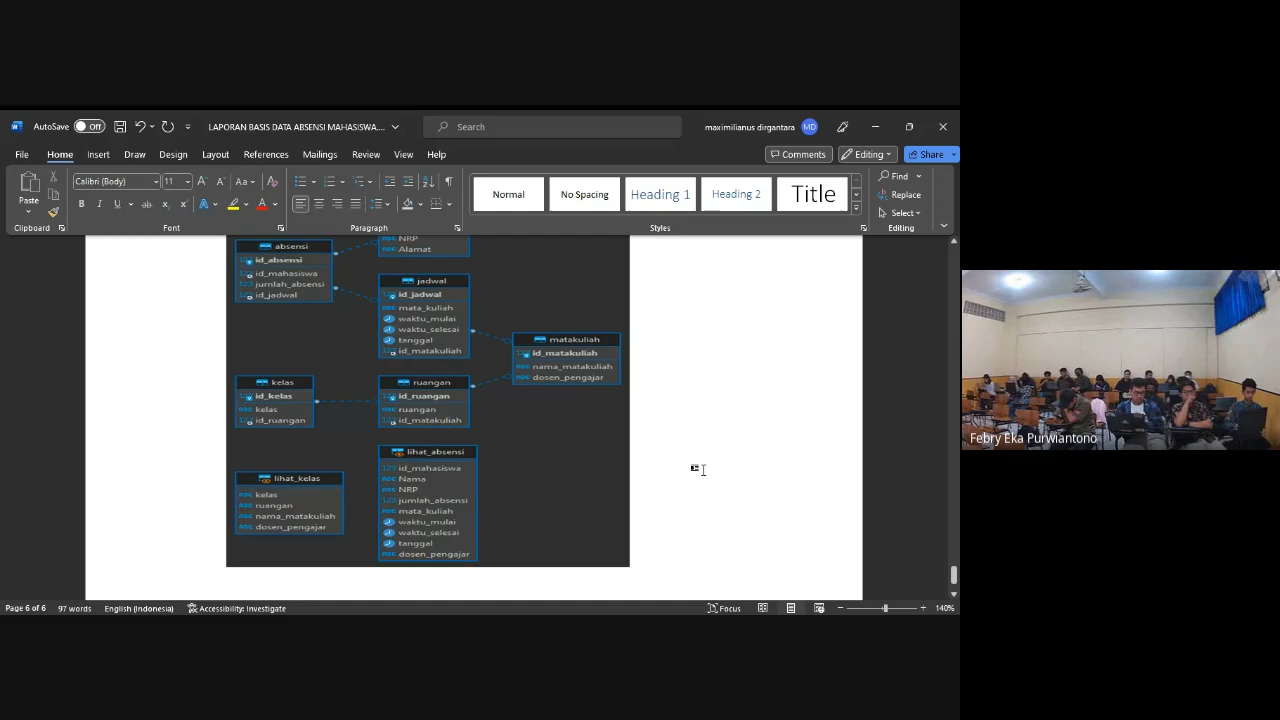 AutoSave Off LAPORAN BASIS DATA ABSENSI MAHASISWA.... Search maximilianus dirgantara MD
File Home Insert Draw Design Layout References Mailings Review View Help Comments Editing Share
Paste
Calibri (Body) 11
Normal No Spacing Heading 1 Heading 2 Title
Find
Replace
Select
Clipboard Font Paragraph Styles Editing
NRP
Alamat
absensi
id_absensi
id_mahasiswa
jumlah_absensi
id_jadwal
jadwal
id_jadwal
mata_kuliah
waktu_mulai
waktu_selesai
tanggal
id_matakuliah
matakuliah
id_matakuliah
nama_matakuliah
dosen_pengajar
kelas
id_kelas
kelas
id_ruangan
ruangan
id_ruangan
ruangan
id_matakuliah
lihat_kelas
kelas
ruangan
nama_matakuliah
dosen_pengajar
lihat_absensi
id_mahasiswa
Nama
NRP
jumlah_absensi
mata_kuliah
waktu_mulai
waktu_selesai
tanggal
dosen_pengajar
Page 6 of 6 97 words English (Indonesia) Accessibility: Investigate Focus 140%
Febry Eka Purwiantono